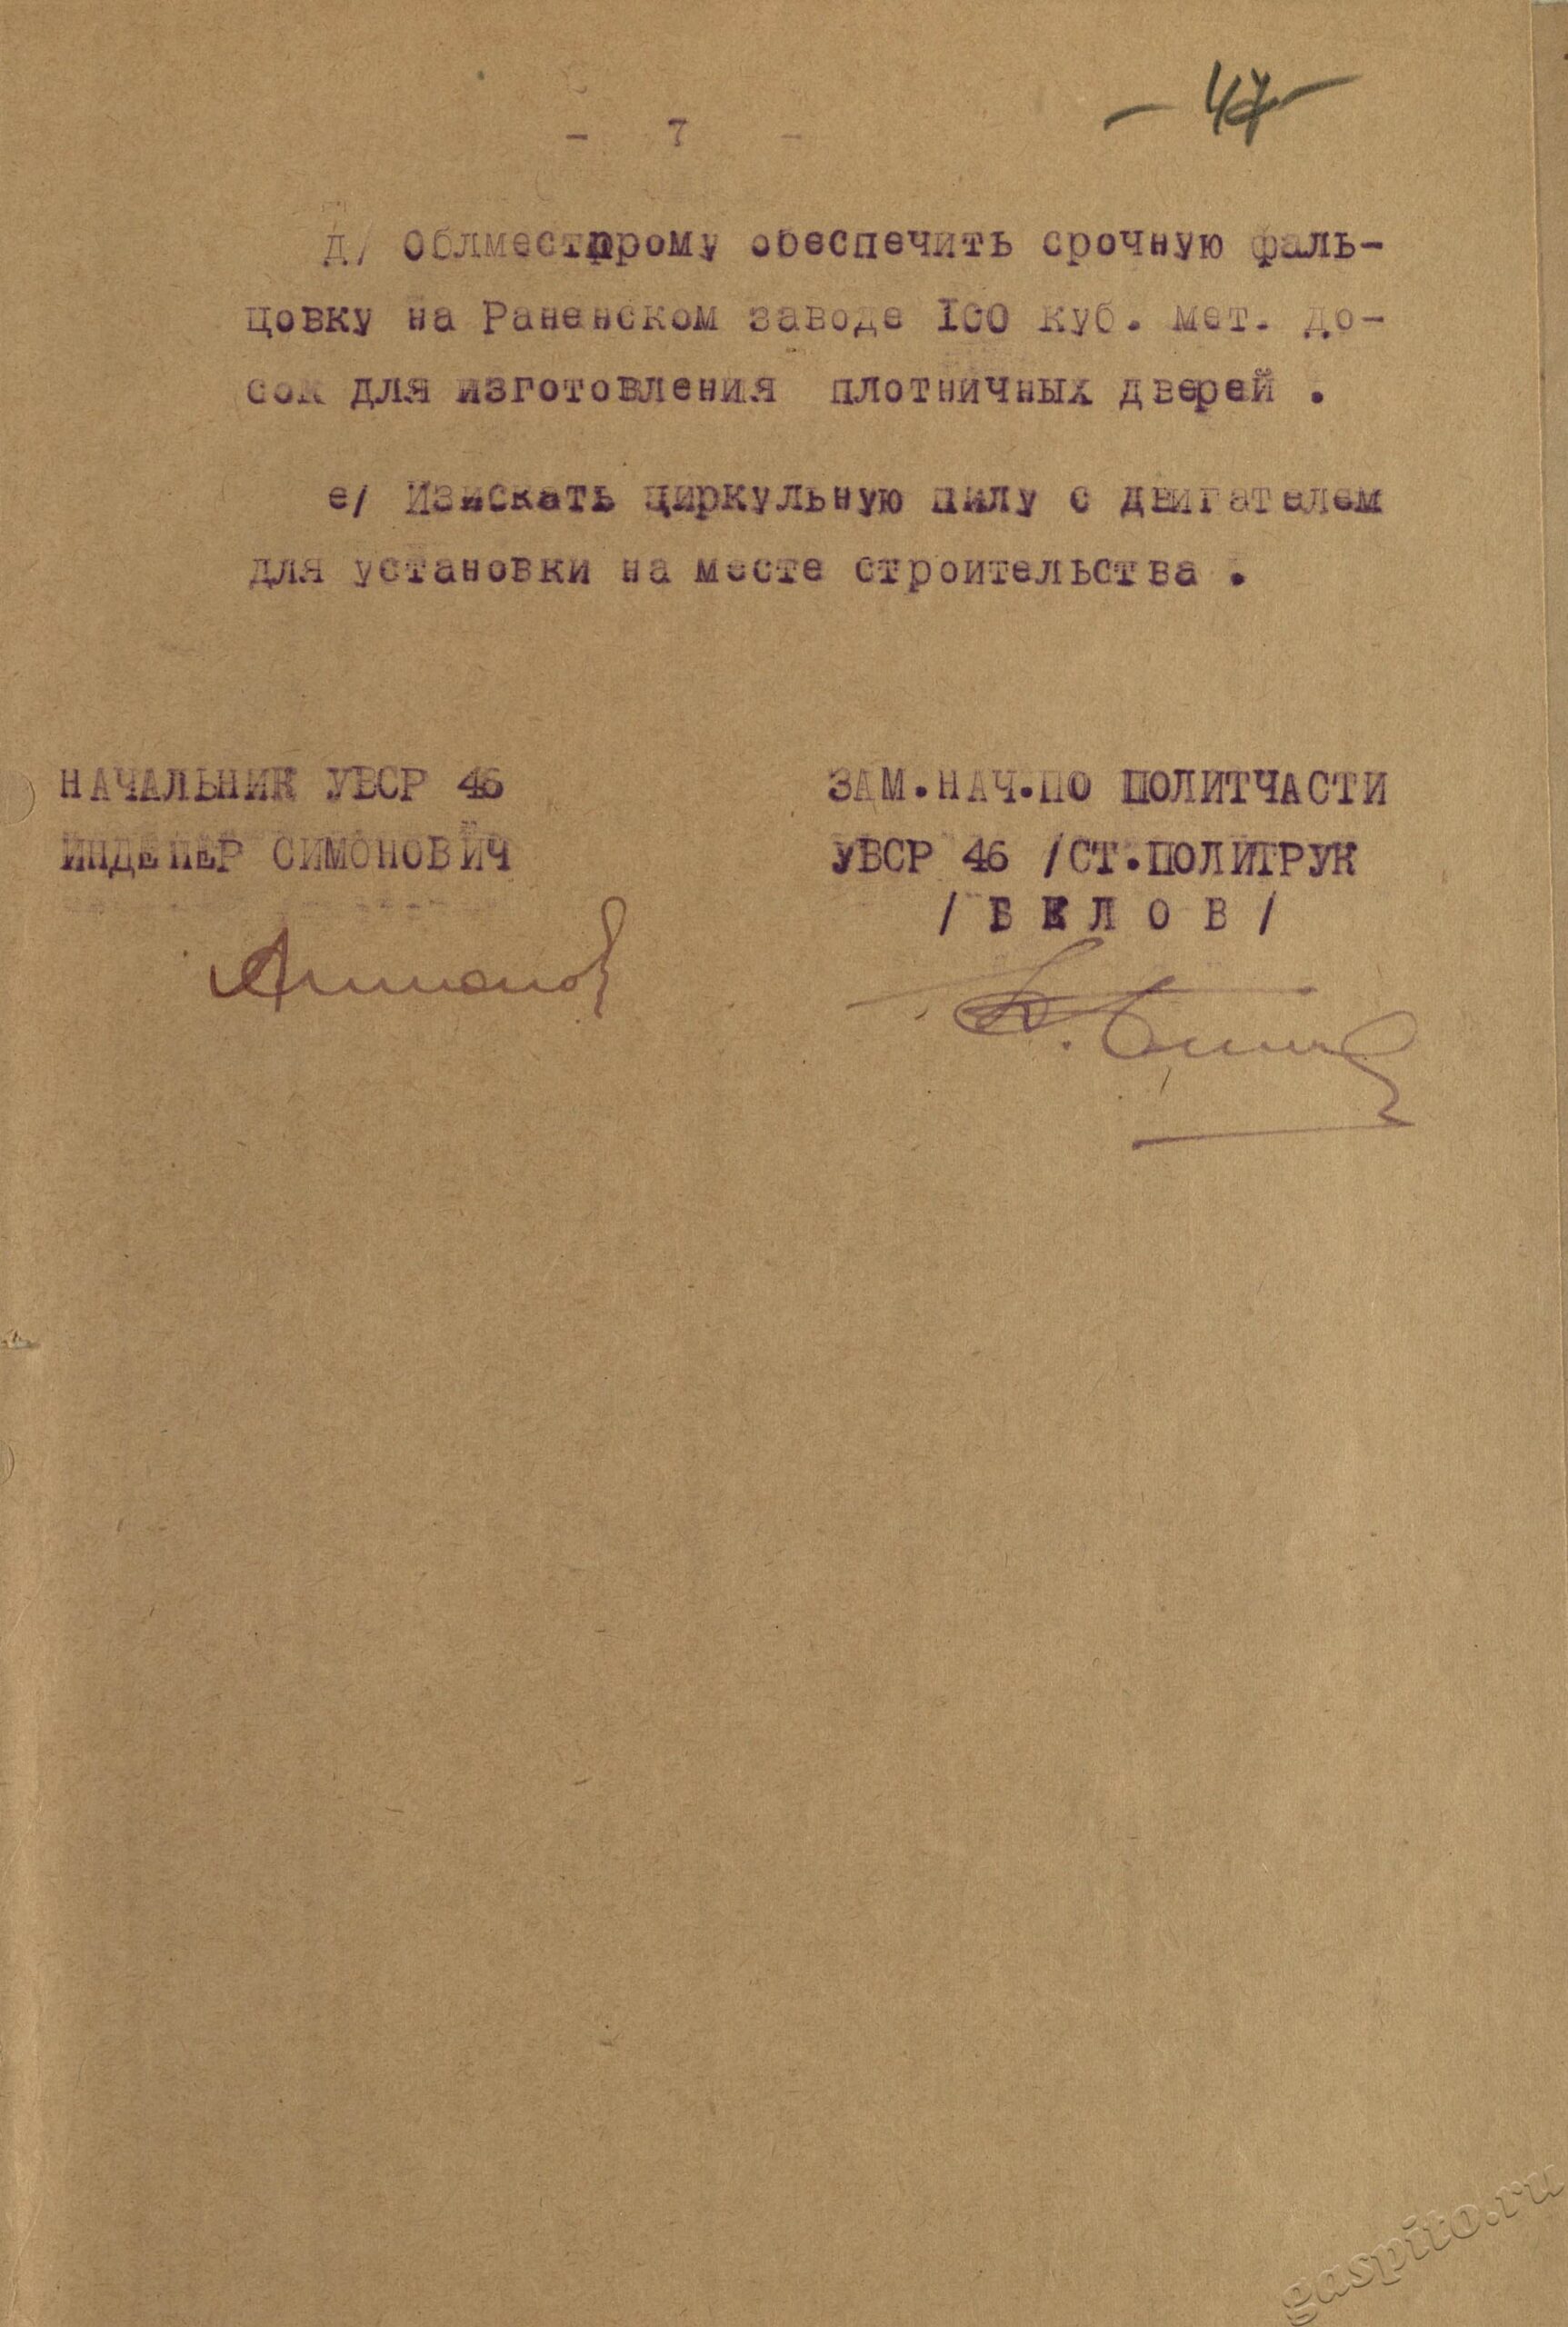 - 47 -
- 7 -
д/ Облместпрому обеспечить срочную фаль-
цовку на Раненском заводе 100 куб. мет. до-
сок для изготовления плотничных дверей .
е/ Изискать циркульную пилу с двигателем
для установки на месте строительства .
НАЧАЛЬНИК УВСР 46
ИНДЕНЕР СИМОНОВИЧ
ЗАМ.НАЧ.ПО ПОЛИТЧАСТИ
УВСР 46 /СТ.ПОЛИТРУК
/ Б Е Л О В /
gaspito.ru